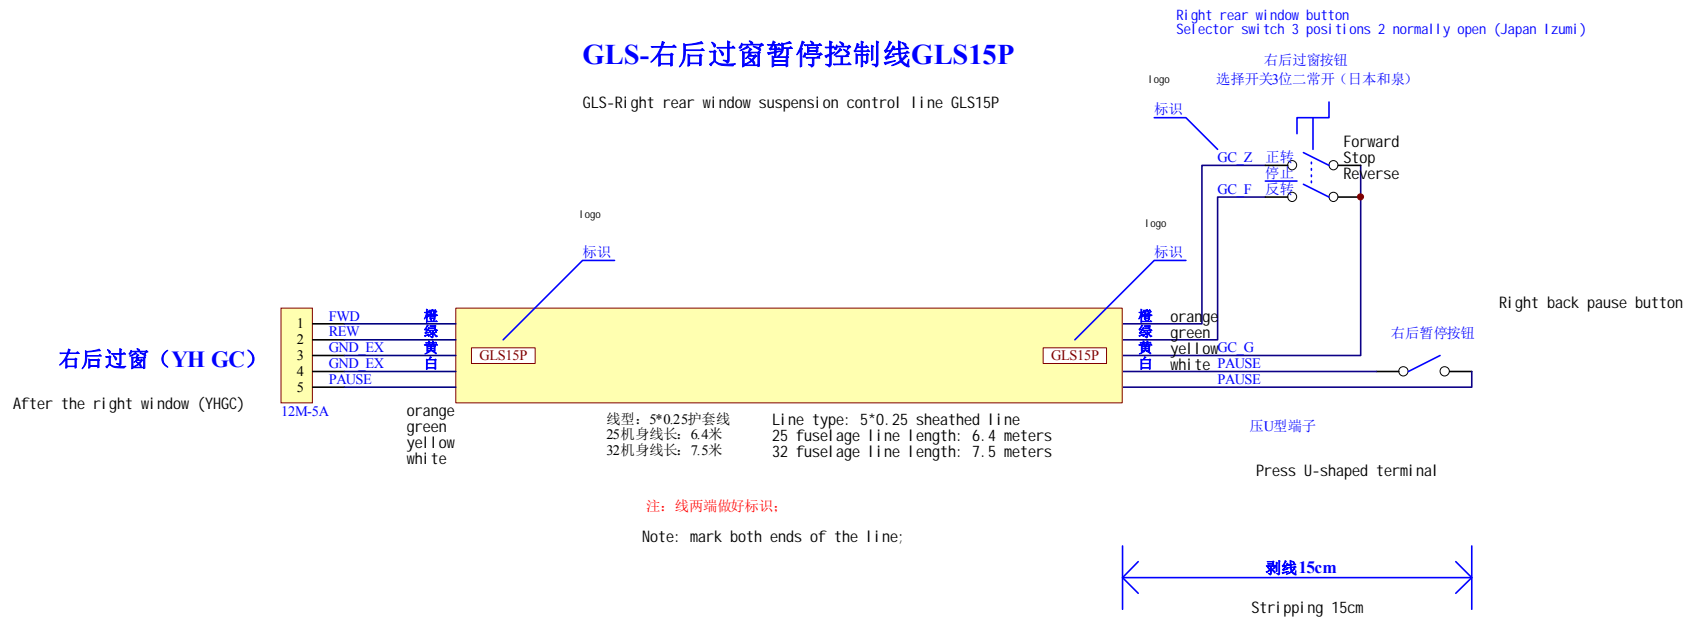 Right rear window button
Selector switch 3 positions 2 normally open (Japan Izumi)
GLS-右后过窗暂停控制线GLS15P
右后过窗按钮
选择开关3位二常开（日本和泉）
logo
GLS-Right rear window suspension control line GLS15P
标识
Forward
GC_Z 正转
Stop
停止
Reverse
GC_F 反转
logo
logo
标识
标识
Right back pause button
1 FWD 橙
2 REW 绿
3 GND_EX 黄
4 GND_EX 白
5 PAUSE
GLS15P
GLS15P
橙 orange
绿 green
黄 yellow GC_G
白 white PAUSE
PAUSE
右后暂停按钮
右后过窗（YH GC）
After the right window (YHGC)
12M-5A
orange
green
yellow
white
线型：5*0.25护套线
25机身线长：6.4米
32机身线长：7.5米
Line type: 5*0.25 sheathed line
25 fuselage line length: 6.4 meters
32 fuselage line length: 7.5 meters
压U型端子
Press U-shaped terminal
注：线两端做好标识；
Note: mark both ends of the line;
剥线15cm
Stripping 15cm